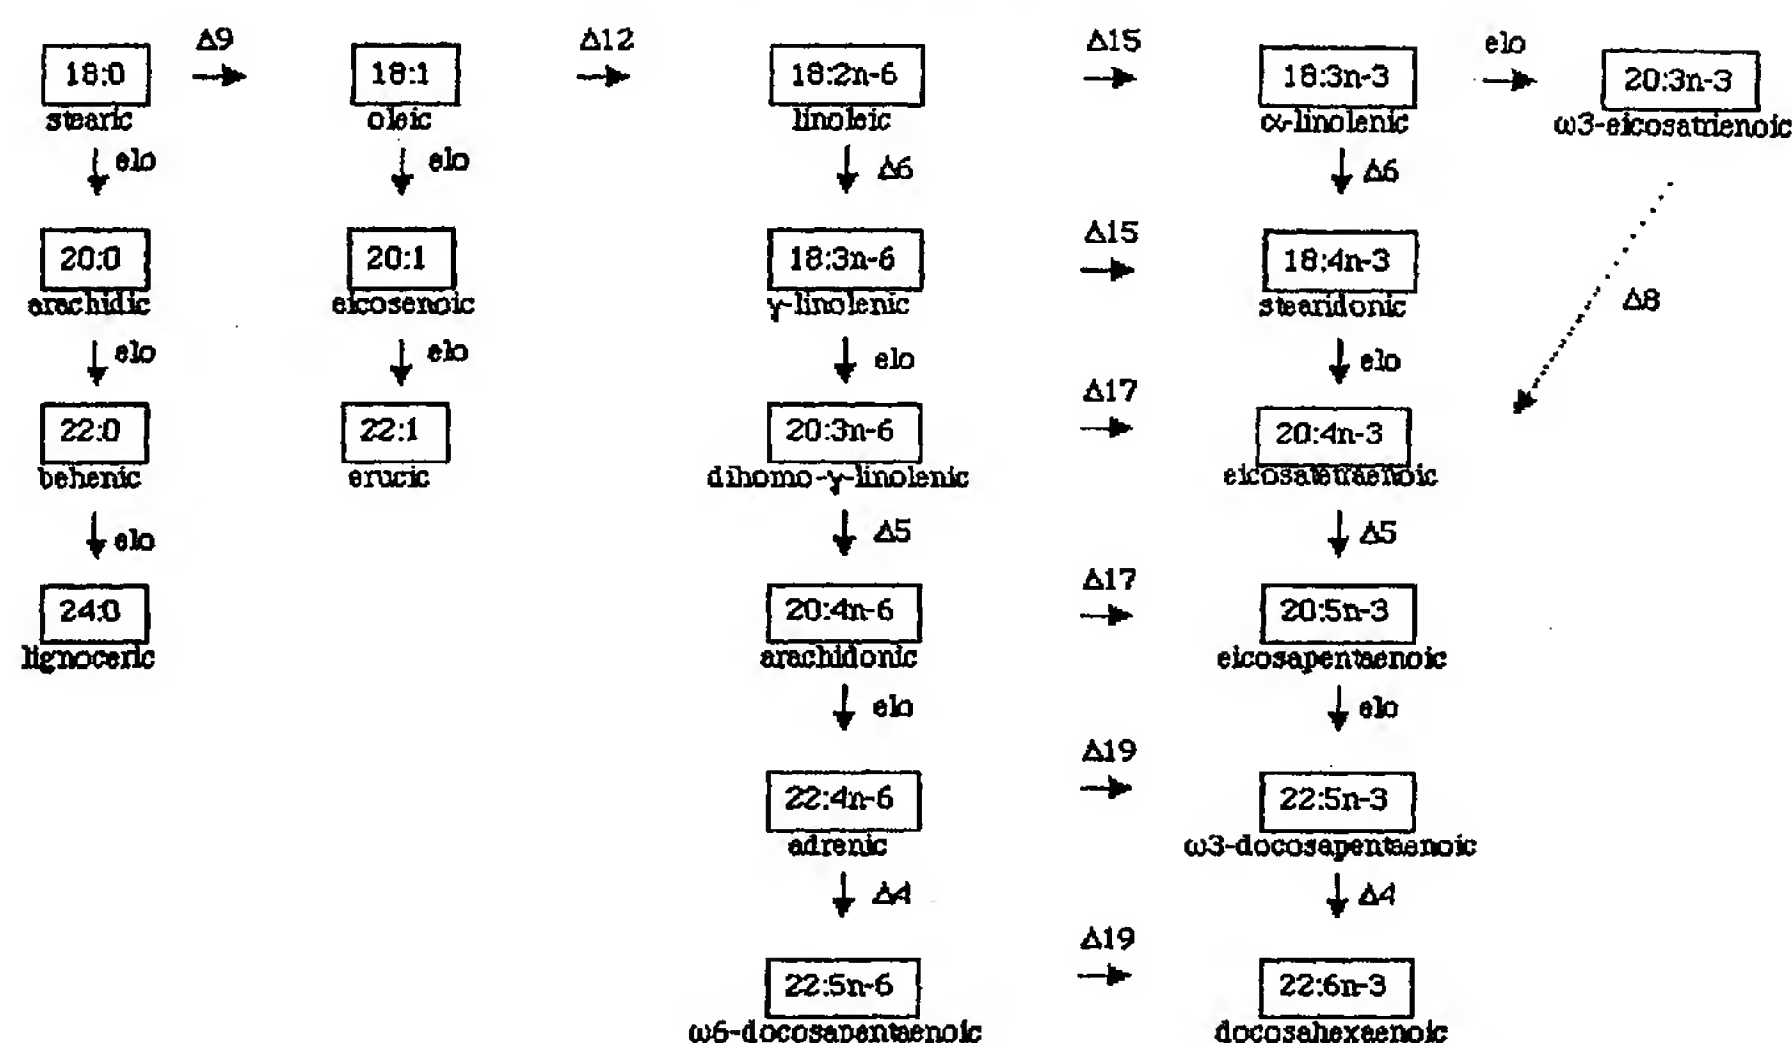 Δ9 Δ12 Δ15 elo
18:0 18:1 18:2n-6 18:3n-3 20:3n-3
stearic oleic linoleic α-linolenic ω3-eicosatrienoic
elo elo Δ6 Δ6
Δ15
20:0 20:1 18:3n-6 18:4n-3
arachidic eicosenoic γ-linolenic stearidonic
Δ8
elo elo elo elo
Δ17
22:0 22:1 20:3n-6 20:4n-3
behenic erucic dihomo-γ-linolenic eicosatetraenoic
elo Δ5 Δ5
Δ17
24:0 20:4n-6 20:5n-3
lignoceric arachidonic eicosapentaenoic
elo elo
Δ19
22:4n-6 22:5n-3
adrenic ω3-docosapentaenoic
Δ4 Δ4
Δ19
22:5n-6 22:6n-3
ω6-docosapentaenoic docosahexaenoic